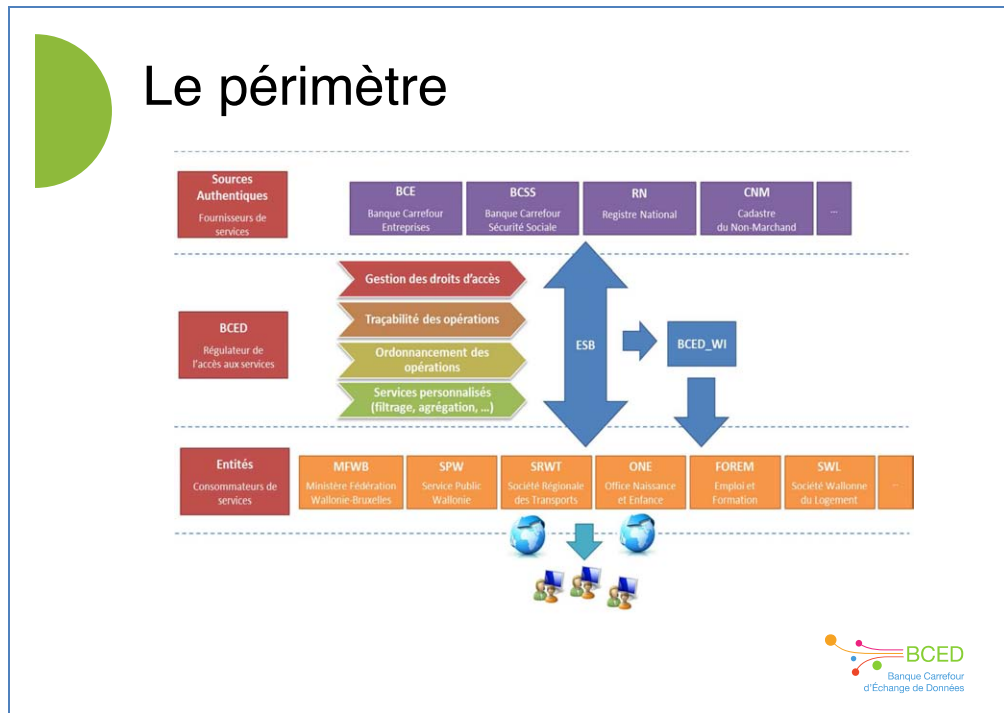 Le périmètre
Sources
Authentiques
Fournisseurs de
services
BCE
Banque Carrefour
Entreprises
BCSS
Banque Carrefour
Sécurité Sociale
RN
Registre National
CNM
Cadastre
du Non-Marchand
...
BCED
Régulateur de
l'accès aux services
Gestion des droits d'accès
Traçabilité des opérations
Ordonnancement des
opérations
Services personnalisés
(filtrage, agrégation, ...)
ESB
BCED_WI
Entités
Consommateurs de
services
MFWB
Ministère Fédération
Wallonie-Bruxelles
SPW
Service Public
Wallonie
SRWT
Société Régionale
des Transports
ONE
Office Naissance
et Enfance
FOREM
Emploi et
Formation
SWL
Société Wallonne
du Logement
...
BCED
Banque Carrefour
d'Échange de Données